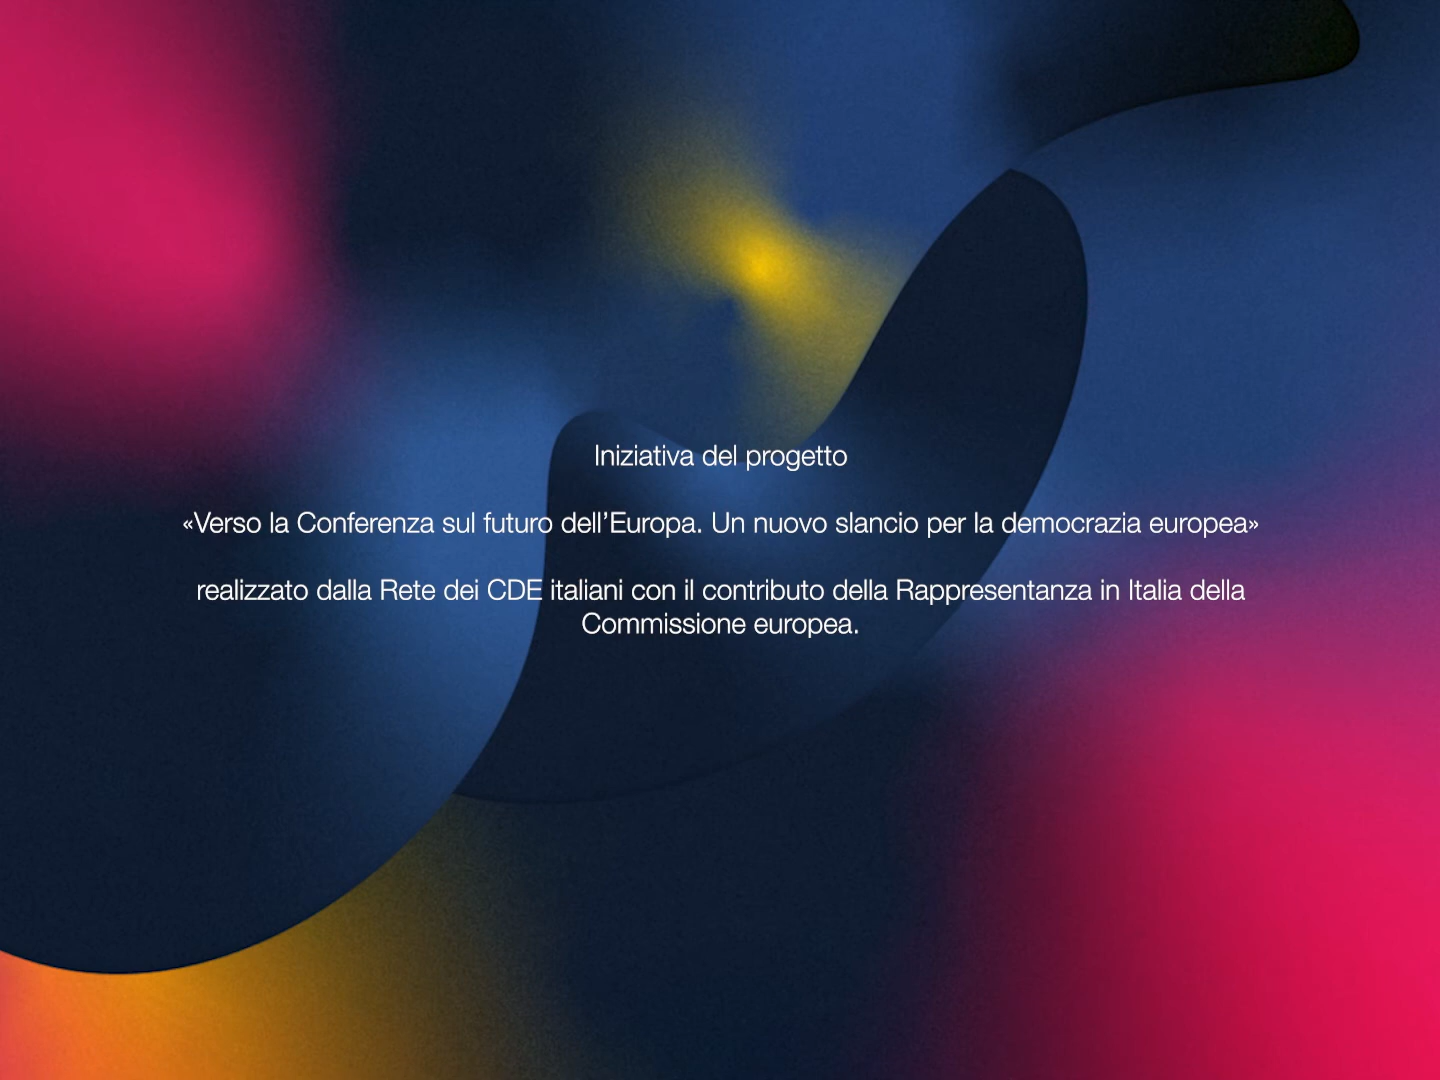 Iniziativa del progetto
«Verso la Conferenza sul futuro dell’Europa. Un nuovo slancio per la democrazia europea»
realizzato dalla Rete dei CDE italiani con il contributo della Rappresentanza in Italia della
Commissione europea.